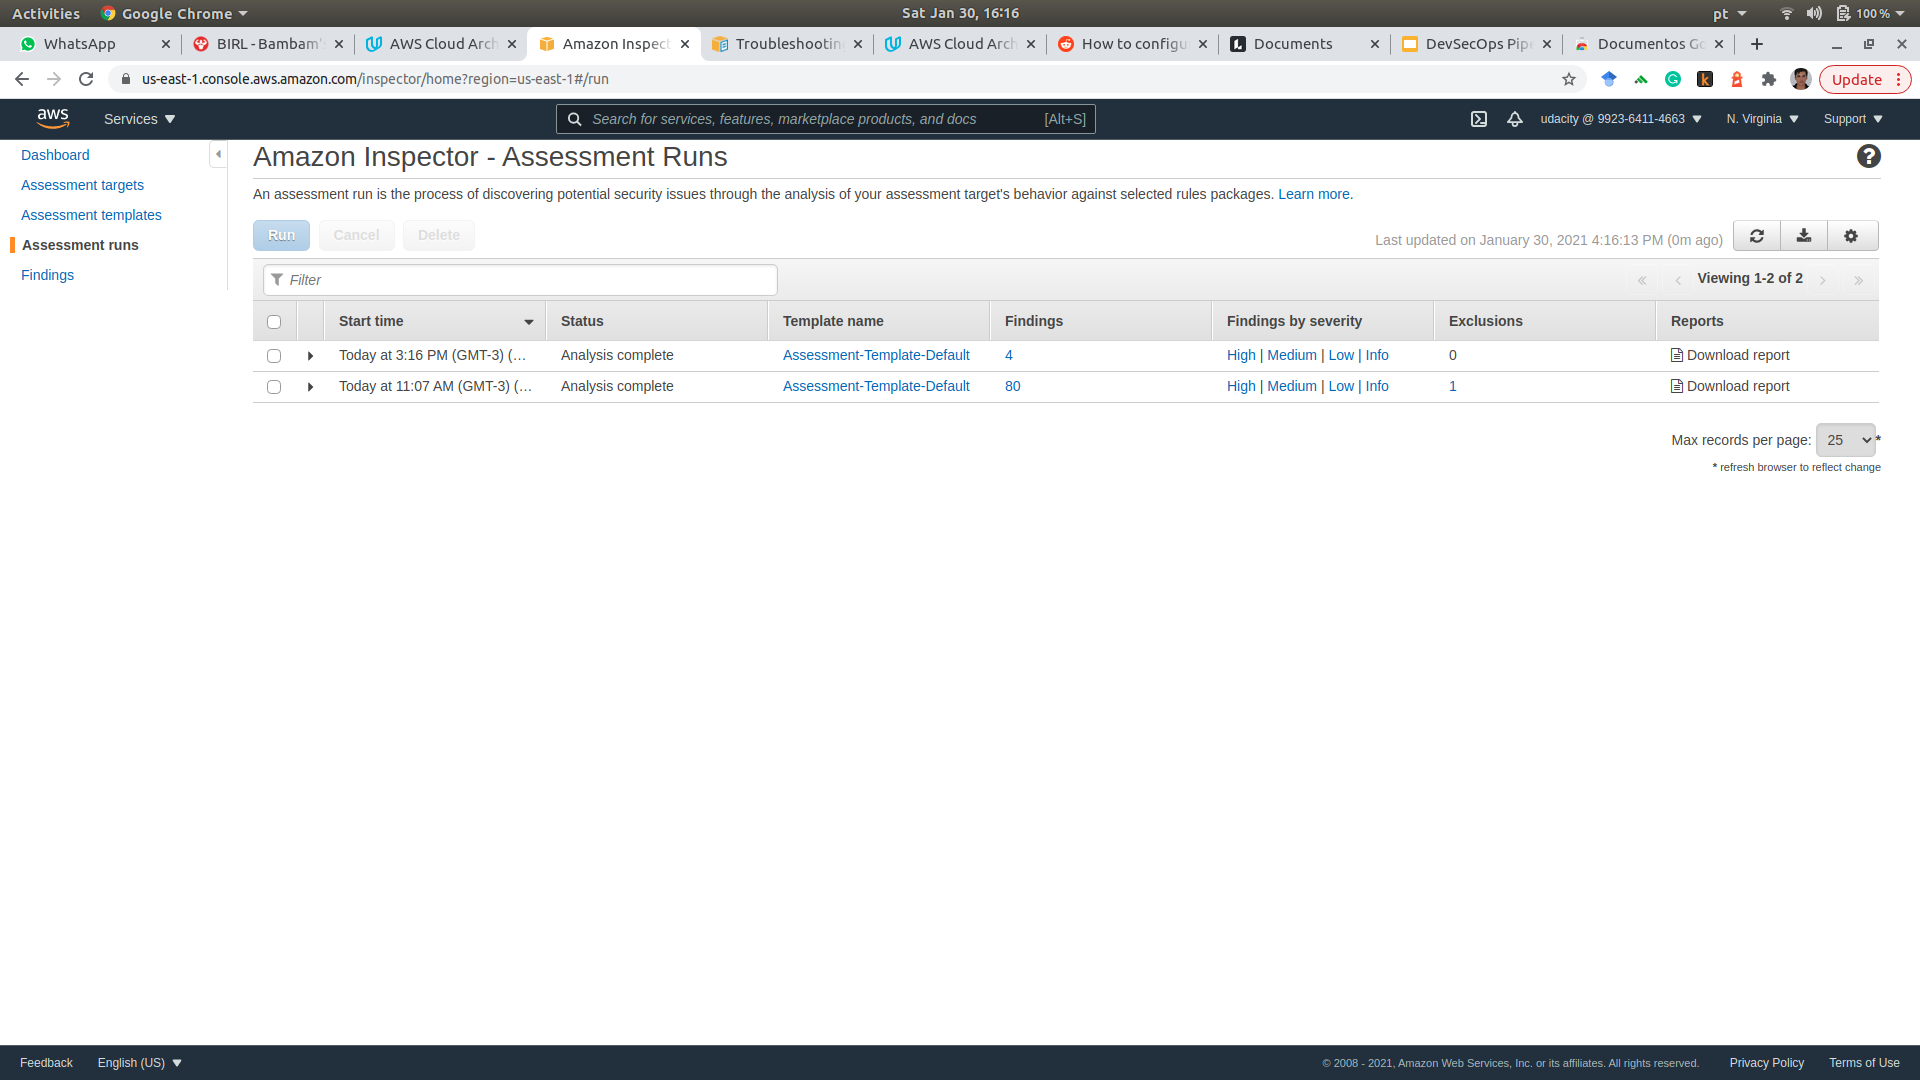 Activities Google Chrome Sat Jan 30, 16:16 pt 100 %
WhatsApp BIRL - Bambam's AWS Cloud Arch Amazon Inspect Troubleshooting AWS Cloud Arch How to configu Documents DevSecOps Pipe Documentos Go
us-east-1.console.aws.amazon.com/inspector/home?region=us-east-1#/run Update
aws Services Search for services, features, marketplace products, and docs [Alt+S] udacity @ 9923-6411-4663 N. Virginia Support
Dashboard
Assessment targets
Assessment templates
Assessment runs
Findings
Amazon Inspector - Assessment Runs
An assessment run is the process of discovering potential security issues through the analysis of your assessment target's behavior against selected rules packages. Learn more.
Run Cancel Delete Last updated on January 30, 2021 4:16:13 PM (0m ago)
Filter « ‹ Viewing 1-2 of 2 › »
Start time Status Template name Findings Findings by severity Exclusions Reports
Today at 3:16 PM (GMT-3) (… Analysis complete Assessment-Template-Default 4 High | Medium | Low | Info 0 Download report
Today at 11:07 AM (GMT-3) (… Analysis complete Assessment-Template-Default 80 High | Medium | Low | Info 1 Download report
Max records per page: 25 *
* refresh browser to reflect change
Feedback English (US) © 2008 - 2021, Amazon Web Services, Inc. or its affiliates. All rights reserved. Privacy Policy Terms of Use